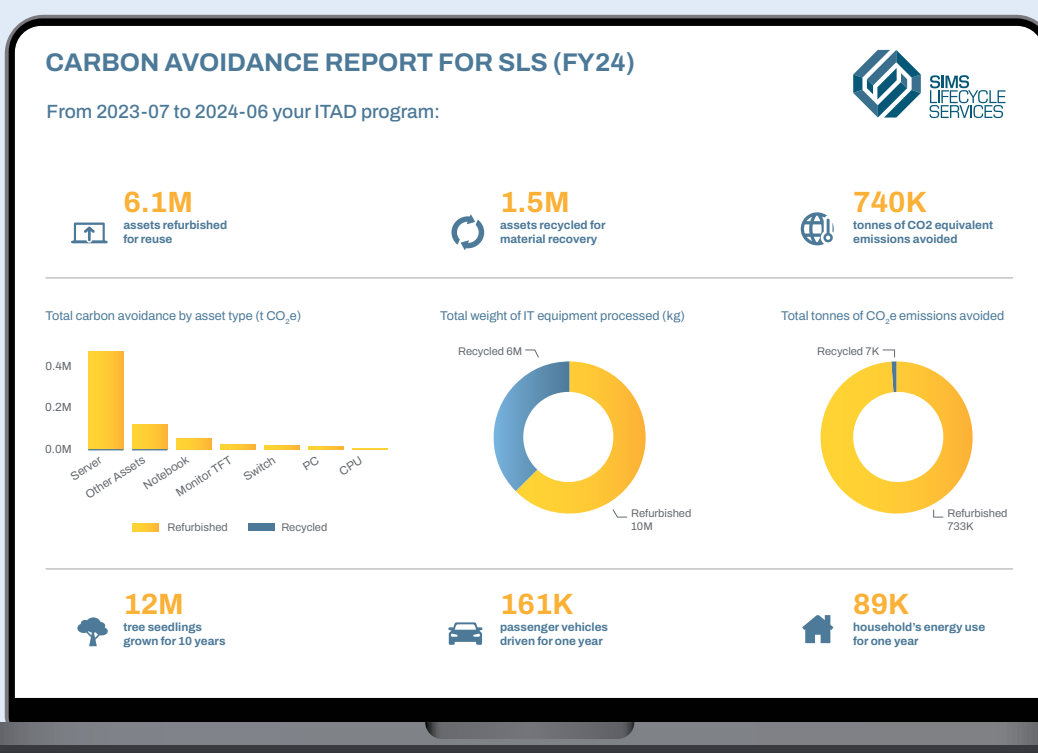 CARBON AVOIDANCE REPORT FOR SLS (FY24)
SIMS
LIFECYCLE
SERVICES
From 2023-07 to 2024-06 your ITAD program:
6.1M
assets refurbished
for reuse
1.5M
assets recycled for
material recovery
740K
tonnes of CO2 equivalent
emissions avoided
Total carbon avoidance by asset type (t CO₂e)
0.4M
0.2M
0.0M
Server
Other Assets
Notebook
Monitor TFT
Switch
PC
CPU
Refurbished
Recycled
Total weight of IT equipment processed (kg)
Recycled 6M
Refurbished
10M
Total tonnes of CO₂e emissions avoided
Recycled 7K
Refurbished
733K
12M
tree seedlings
grown for 10 years
161K
passenger vehicles
driven for one year
89K
household's energy use
for one year